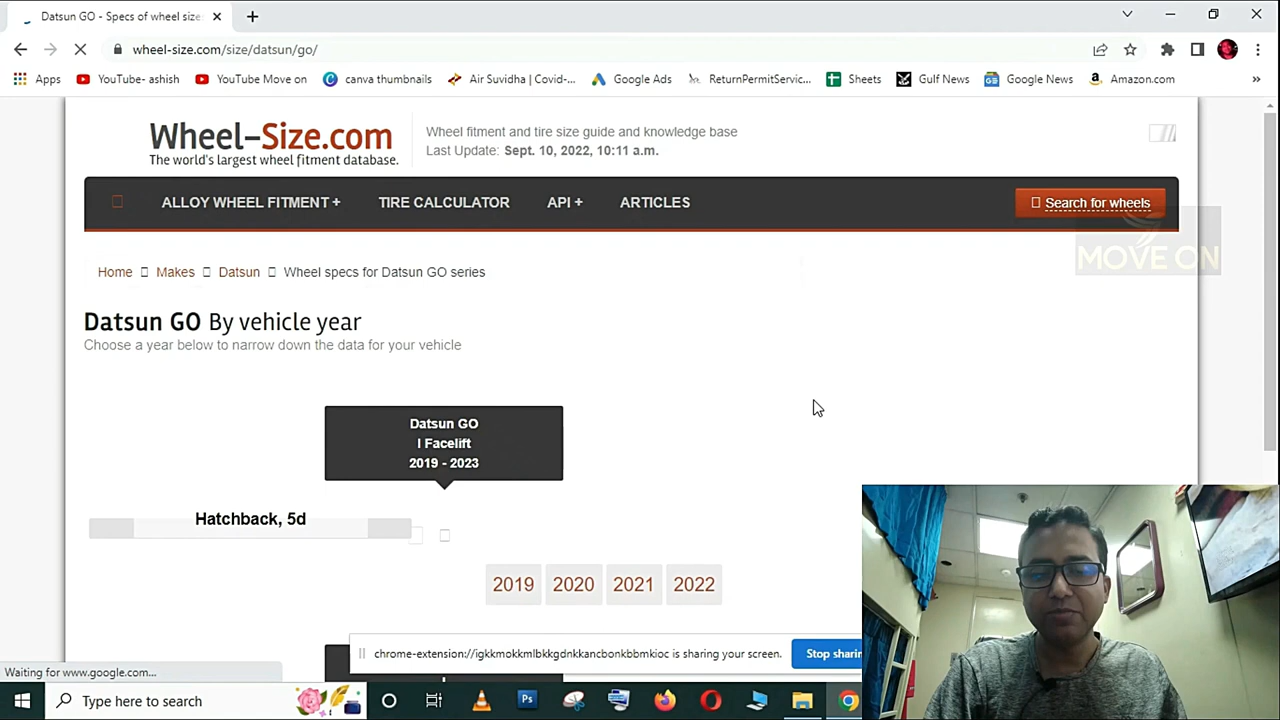 Datsun GO - Specs of wheel size
wheel-size.com/size/datsun/go/
Apps
YouTube- ashish
YouTube Move on
canva thumbnails
Air Suvidha (Covid-...
Google Ads
ReturnPermitServic...
Sheets
Gulf News
Google News
Amazon.com
»
Wheel-Size.com
The world's largest wheel fitment database.
Wheel fitment and tire size guide and knowledge base
Last Update: Sept. 10, 2022, 10:11 a.m.
ALLOY WHEEL FITMENT +
TIRE CALCULATOR
API +
ARTICLES
Search for wheels
MOVE ON
Home
Makes
Datsun
Wheel specs for Datsun GO series
Datsun GO By vehicle year
Choose a year below to narrow down the data for your vehicle
Datsun GO
I Facelift
2019 - 2023
Hatchback, 5d
2019
2020
2021
2022
chrome-extension://igkkmokkmlbkkgdnkkancbonkbbmkioc is sharing your screen.
Stop sharin
Waiting for www.google.com...
Type here to search
Ps